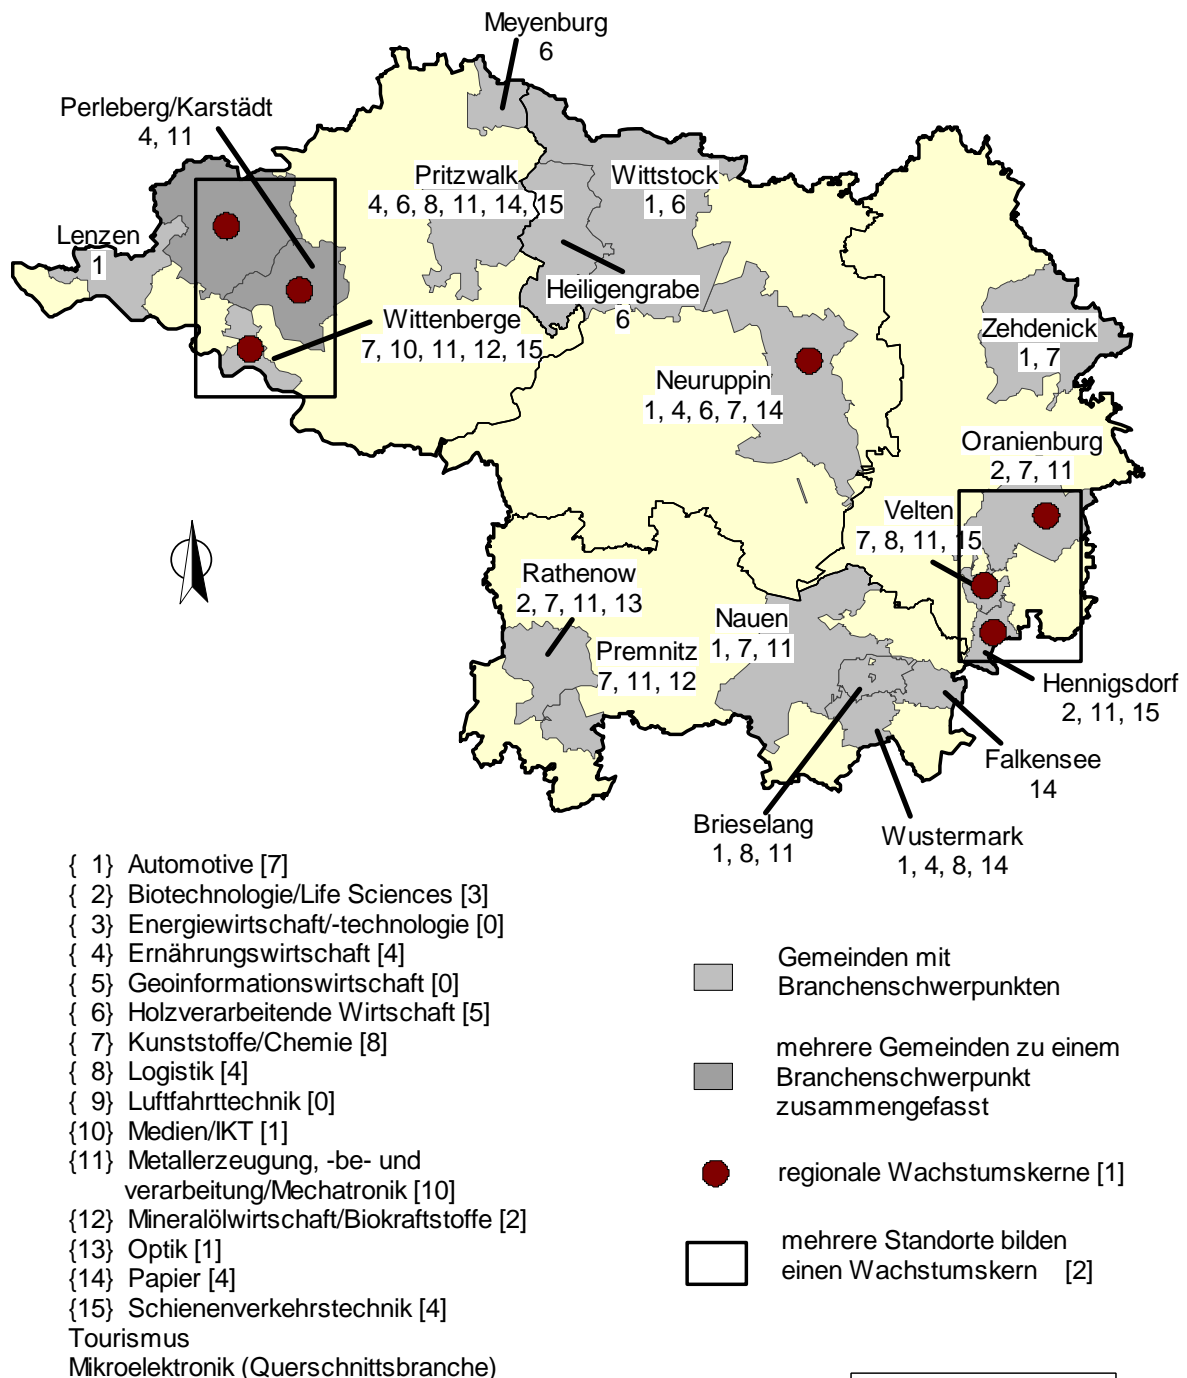 Meyenburg
6
Perleberg/Karstädt
4, 11
Pritzwalk
4, 6, 8, 11, 14, 15
Wittstock
1, 6
Lenzen
1
Heiligengrabe
6
Wittenberge
7, 10, 11, 12, 15
Zehdenick
1, 7
Neuruppin
1, 4, 6, 7, 14
Oranienburg
2, 7, 11
Velten
7, 8, 11, 15
Rathenow
2, 7, 11, 13
Nauen
1, 7, 11
Premnitz
7, 11, 12
Hennigsdorf
2, 11, 15
Falkensee
14
Brieselang
1, 8, 11
Wustermark
1, 4, 8, 14
{ 1} Automotive [7]
{ 2} Biotechnologie/Life Sciences [3]
{ 3} Energiewirtschaft/-technologie [0]
{ 4} Ernährungswirtschaft [4]
{ 5} Geoinformationswirtschaft [0]
{ 6} Holzverarbeitende Wirtschaft [5]
{ 7} Kunststoffe/Chemie [8]
{ 8} Logistik [4]
{ 9} Luftfahrttechnik [0]
{10} Medien/IKT [1]
{11} Metallerzeugung, -be- und
verarbeitung/Mechatronik [10]
{12} Mineralölwirtschaft/Biokraftstoffe [2]
{13} Optik [1]
{14} Papier [4]
{15} Schienenverkehrstechnik [4]
Tourismus
Mikroelektronik (Querschnittsbranche)
Gemeinden mit
Branchenschwerpunkten
mehrere Gemeinden zu einem
Branchenschwerpunkt
zusammengefasst
regionale Wachstumskerne [1]
mehrere Standorte bilden
einen Wachstumskern [2]